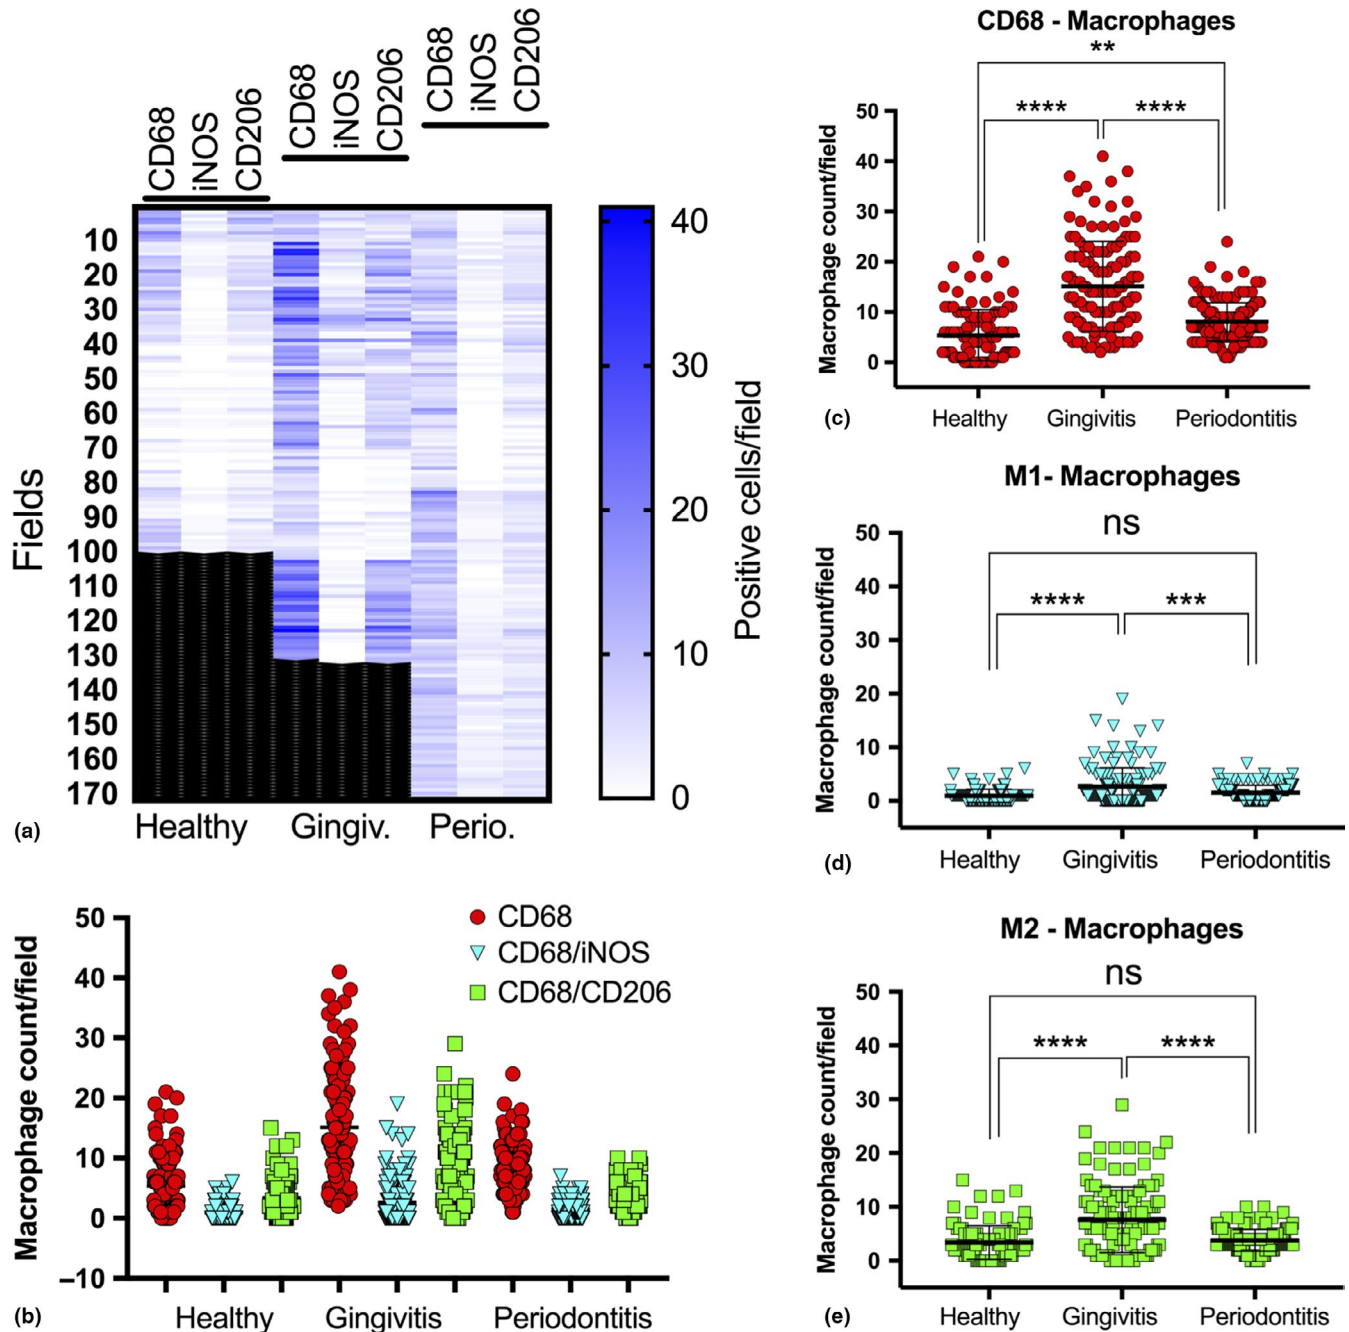 CD68
iNOS
CD206
CD68
iNOS
CD206
CD68
iNOS
CD206
Fields
10
20
30
40
50
60
70
80
90
100
110
120
130
140
150
160
170
Healthy
Gingiv.
Perio.
40
30
20
10
0
Positive cells/field
(a)
Macrophage count/field
50
40
30
20
10
0
–10
CD68
CD68/iNOS
CD68/CD206
Healthy
Gingivitis
Periodontitis
(b)
CD68 - Macrophages
**
****
****
Macrophage count/field
50
40
30
20
10
0
Healthy
Gingivitis
Periodontitis
(c)
M1- Macrophages
ns
****
***
Macrophage count/field
50
40
30
20
10
0
Healthy
Gingivitis
Periodontitis
(d)
M2 - Macrophages
ns
****
****
Macrophage count/field
50
40
30
20
10
0
Healthy
Gingivitis
Periodontitis
(e)